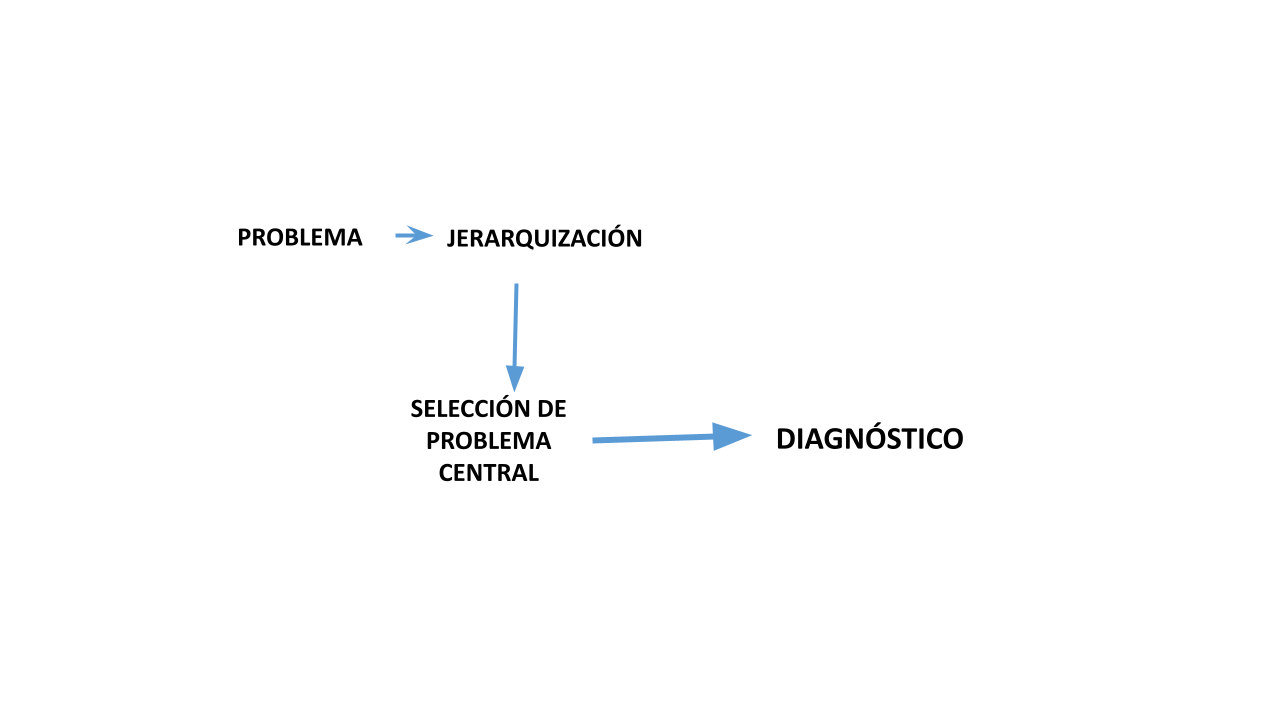 PROBLEMA
JERARQUIZACIÓN
SELECCIÓN DE
PROBLEMA
CENTRAL
DIAGNÓSTICO